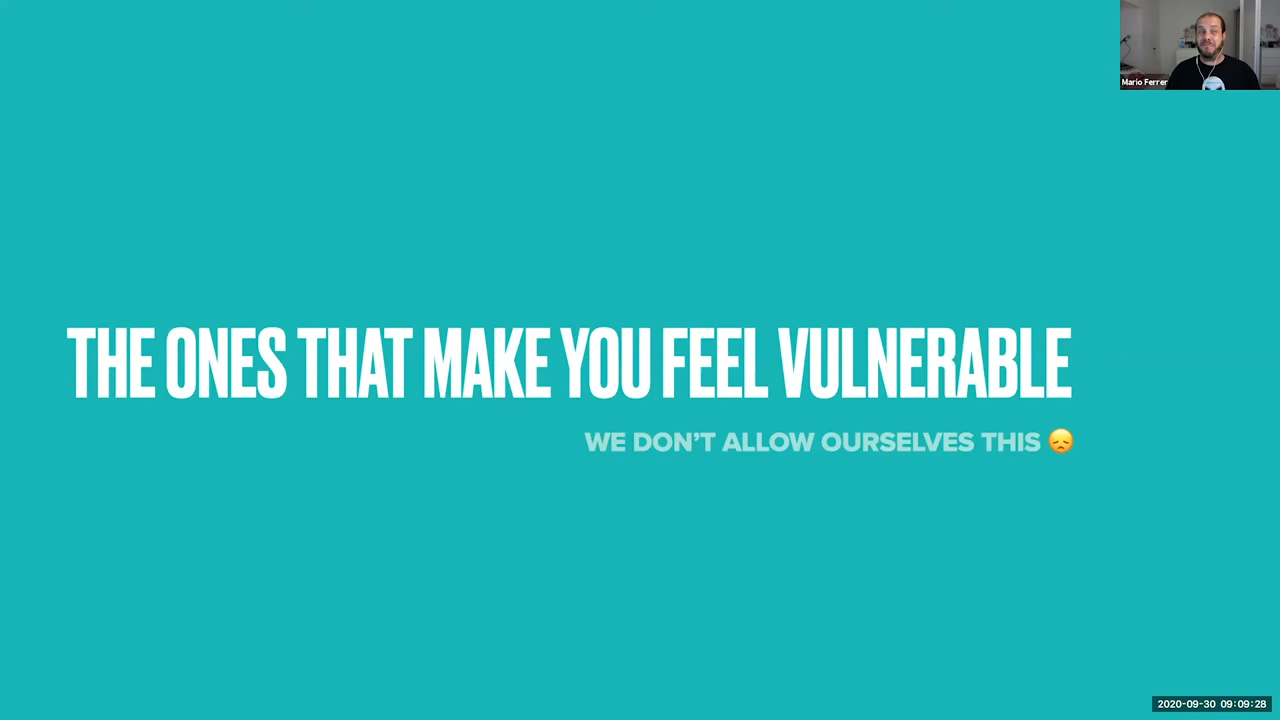 Mario Ferrer
THE ONES THAT MAKE YOU FEEL VULNERABLE
WE DON’T ALLOW OURSELVES THIS 😞
2020-09-30 09:09:28